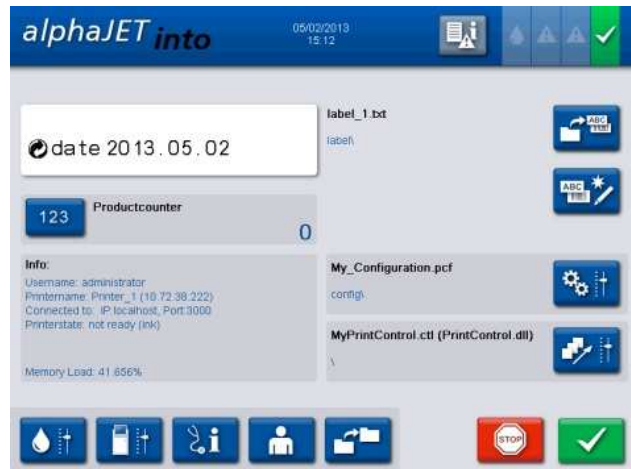 alphaJET into
05/02/2013
15:12
date 2013.05.02
label_1.txt
label\
ABC
ABC
123
Productcounter
0
Info:
Username: administrator
Printername: Printer_1 (10.72.38.222)
Connected to: IP localhost, Port:3000
Printerstate: not ready (ink)
Memory Load: 41.656%
My_Configuration.pcf
config\
MyPrintControl.ctl (PrintControl.dll)
\
STOP